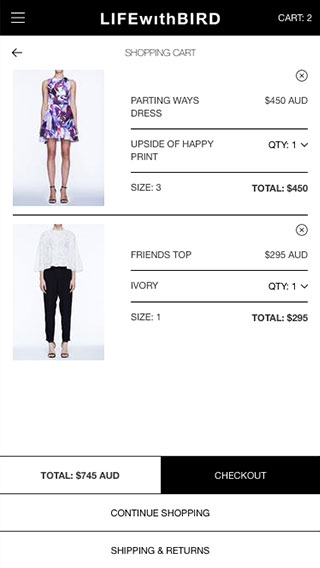 LIFEwithBIRD
CART: 2
SHOPPING CART
PARTING WAYS
DRESS
$450 AUD
UPSIDE OF HAPPY
PRINT
QTY: 1
SIZE: 3
TOTAL: $450
FRIENDS TOP
$295 AUD
IVORY
QTY: 1
SIZE: 1
TOTAL: $295
TOTAL: $745 AUD
CHECKOUT
CONTINUE SHOPPING
SHIPPING & RETURNS